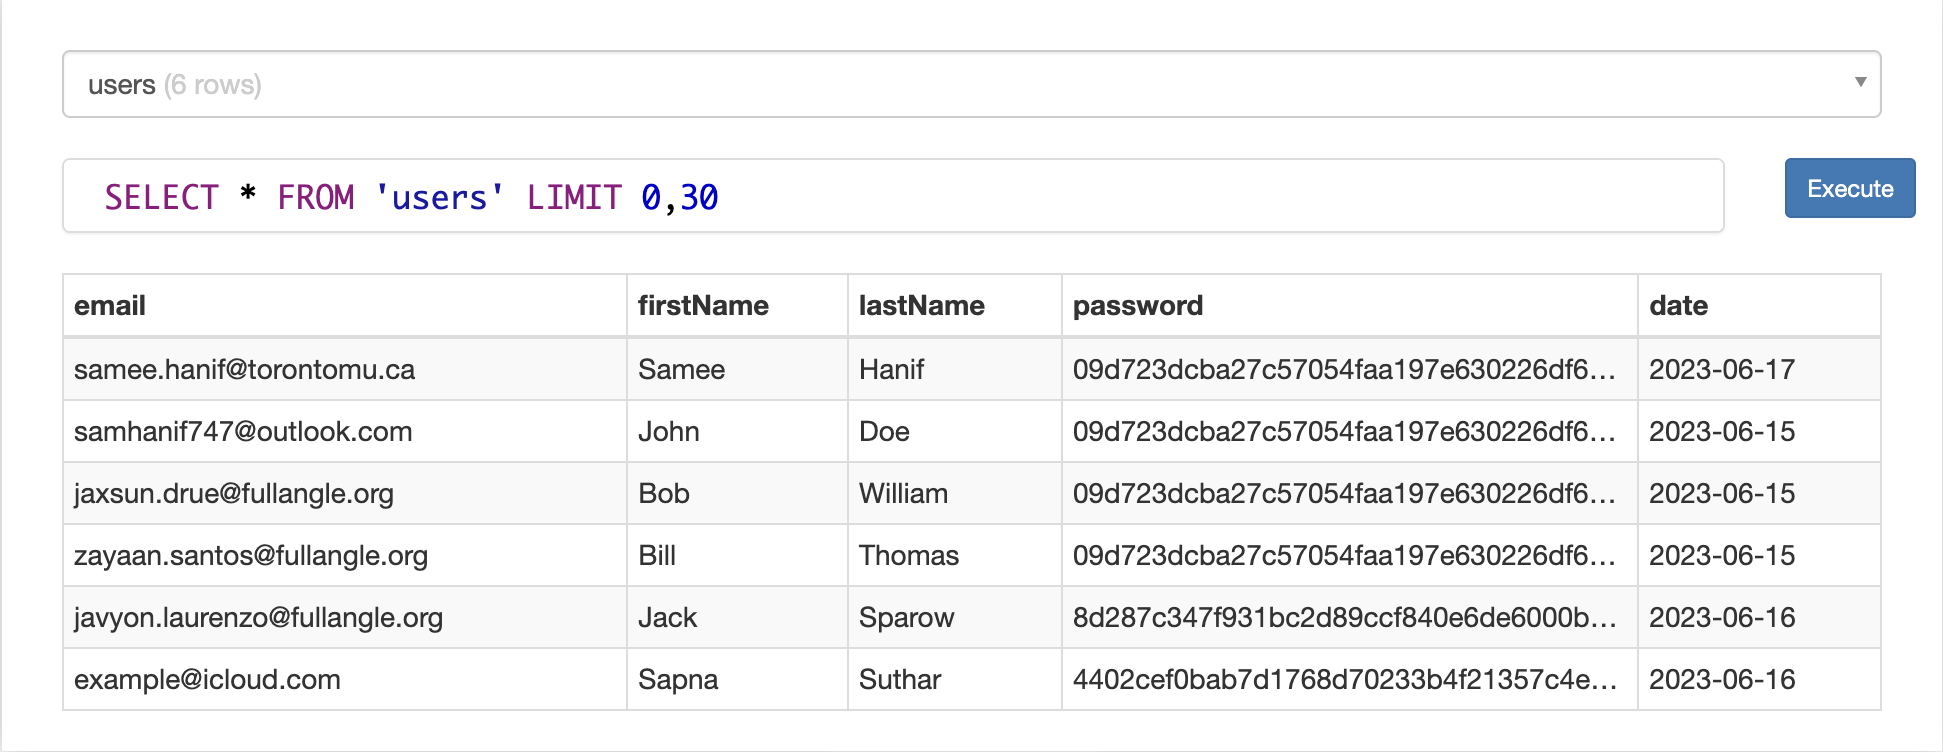 users (6 rows)
SELECT * FROM 'users' LIMIT 0,30
Execute
email firstName lastName password date
samee.hanif@torontomu.ca Samee Hanif 09d723dcba27c57054faa197e630226df6... 2023-06-17
samhanif747@outlook.com John Doe 09d723dcba27c57054faa197e630226df6... 2023-06-15
jaxsun.drue@fullangle.org Bob William 09d723dcba27c57054faa197e630226df6... 2023-06-15
zayaan.santos@fullangle.org Bill Thomas 09d723dcba27c57054faa197e630226df6... 2023-06-15
javyon.laurenzo@fullangle.org Jack Sparow 8d287c347f931bc2d89ccf840e6de6000b... 2023-06-16
example@icloud.com Sapna Suthar 4402cef0bab7d1768d70233b4f21357c4e... 2023-06-16